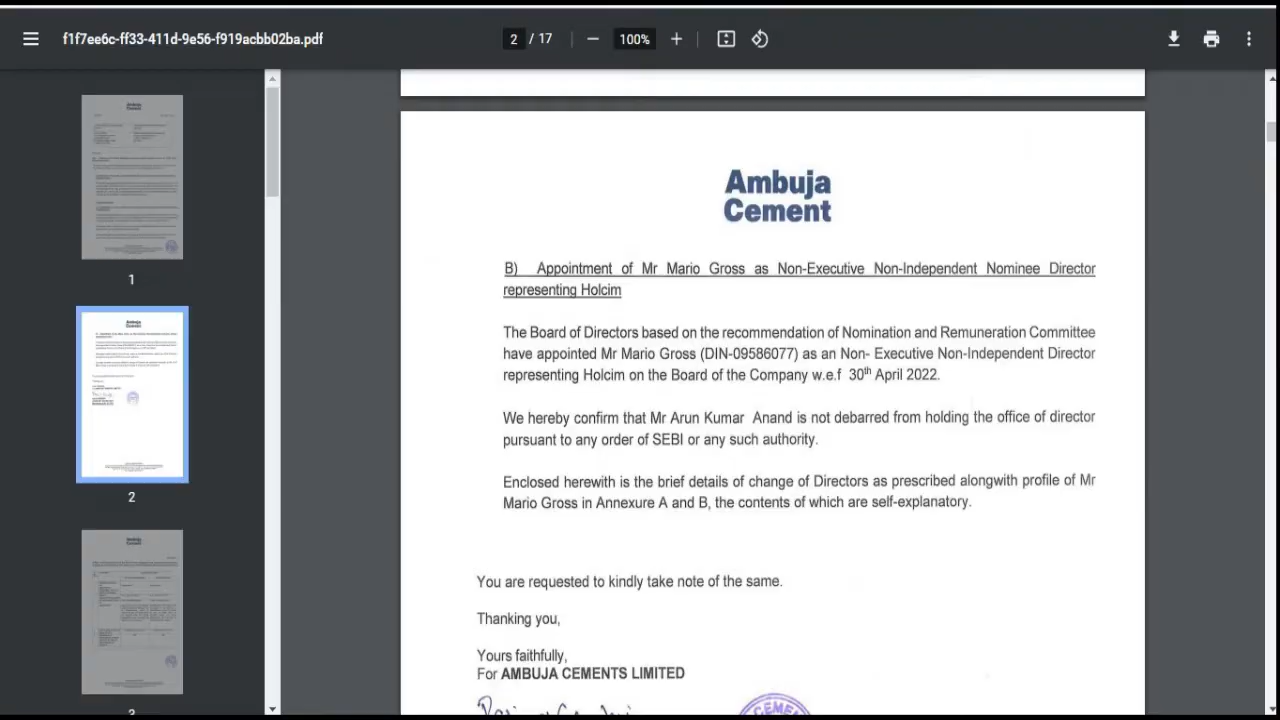 f1f7ee6c-ff33-411d-9e56-f919acbb02ba.pdf
2 / 17
100%
1
2
3
Ambuja
Cement
B) Appointment of Mr Mario Gross as Non-Executive Non-Independent Nominee Director
representing Holcim
The Board of Directors based on the recommendation of Nomination and Remuneration Committee
have appointed Mr Mario Gross (DIN-09586077) as an Non- Executive Non-Independent Director
representing Holcim on the Board of the Company w.e.f 30th April 2022.
We hereby confirm that Mr Arun Kumar Anand is not debarred from holding the office of director
pursuant to any order of SEBI or any such authority.
Enclosed herewith is the brief details of change of Directors as prescribed alongwith profile of Mr
Mario Gross in Annexure A and B, the contents of which are self-explanatory.
You are requested to kindly take note of the same.
Thanking you,
Yours faithfully,
For AMBUJA CEMENTS LIMITED